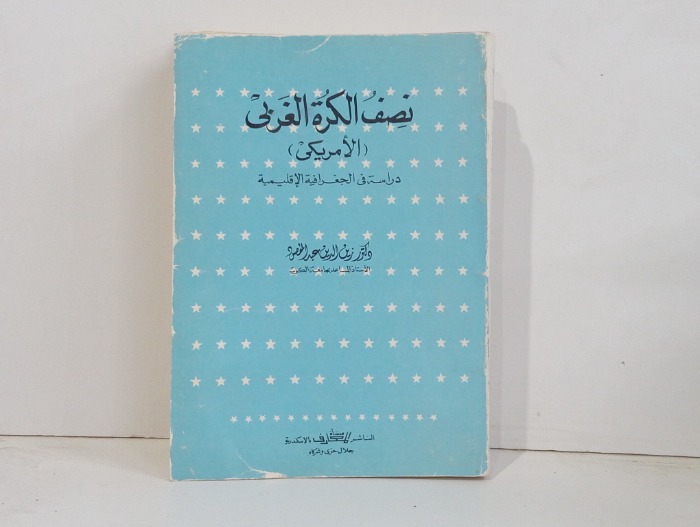 نصف الكرة الغربى
(الأمريكى)
دراسة فى الجغرافية الإقليمية
دكتور زين الدين عبد المقصود
الأستاذ المساعد بجامعة الكويت
الناشر منشأة المعارف بالاسكندرية
جلال حزى وشركاه